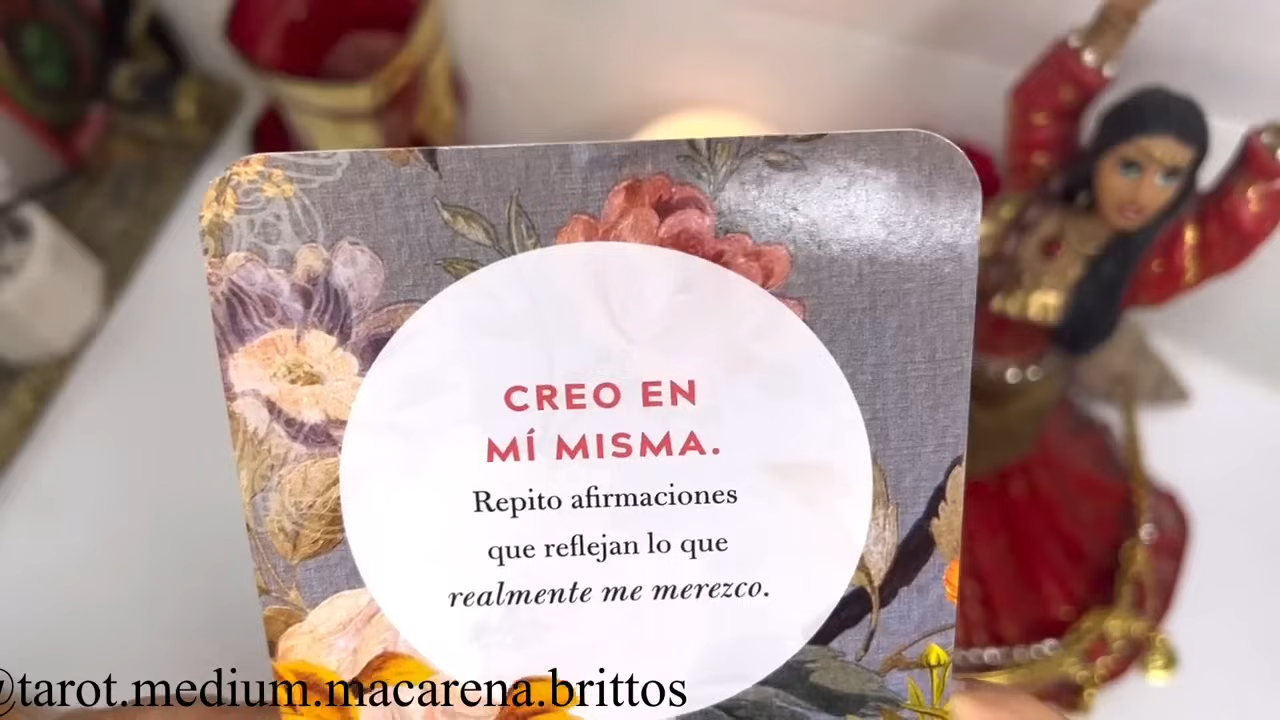 CREO EN
MÍ MISMA.
Repito afirmaciones
que reflejan lo que
realmente me merezco.
@tarot.medium.macarena.brittos